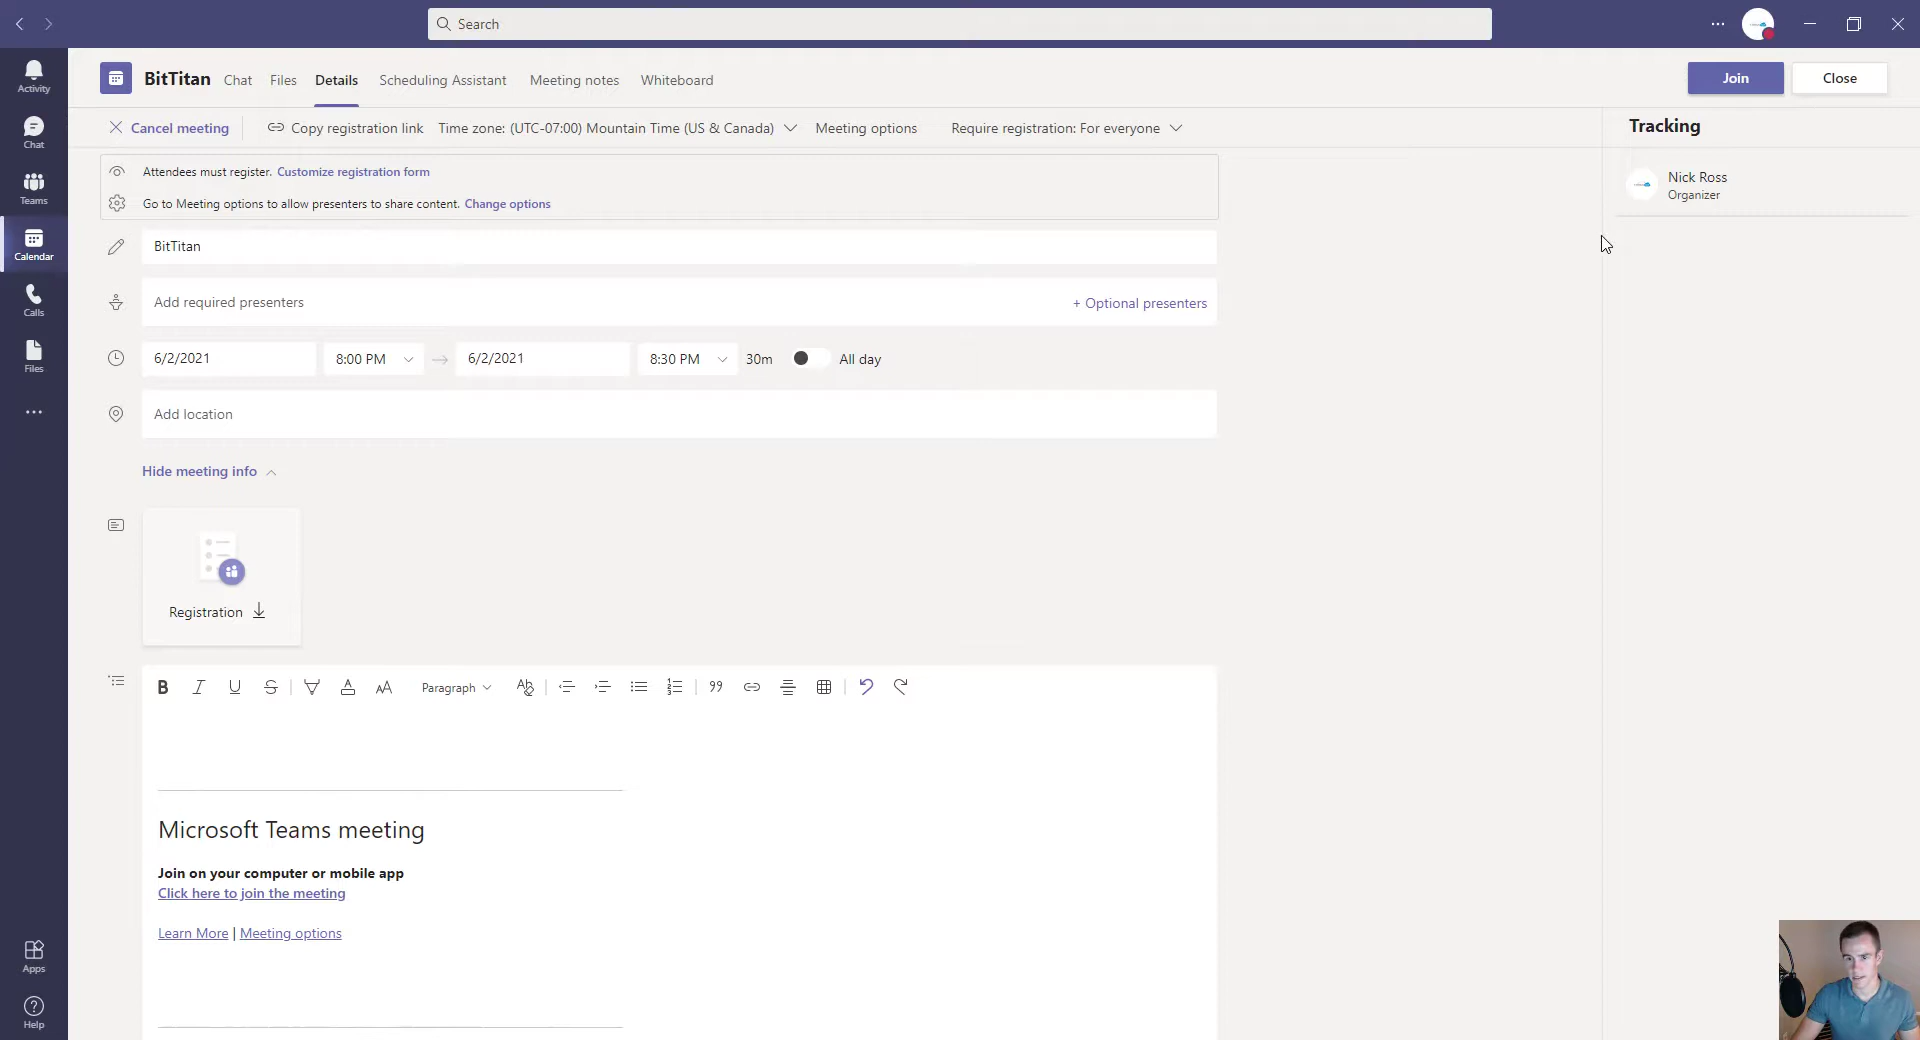 Search
Activity
Chat
Teams
Calendar
Calls
Files
Apps
Help
BitTitan Chat Files Details Scheduling Assistant Meeting notes Whiteboard
Join Close
Cancel meeting Copy registration link Time zone: (UTC-07:00) Mountain Time (US & Canada) Meeting options Require registration: For everyone
Tracking
Nick Ross
Organizer
Attendees must register. Customize registration form
Go to Meeting options to allow presenters to share content. Change options
BitTitan
Add required presenters + Optional presenters
6/2/2021 8:00 PM 6/2/2021 8:30 PM 30m All day
Add location
Hide meeting info
Registration
Paragraph
Microsoft Teams meeting
Join on your computer or mobile app
Click here to join the meeting
Learn More | Meeting options